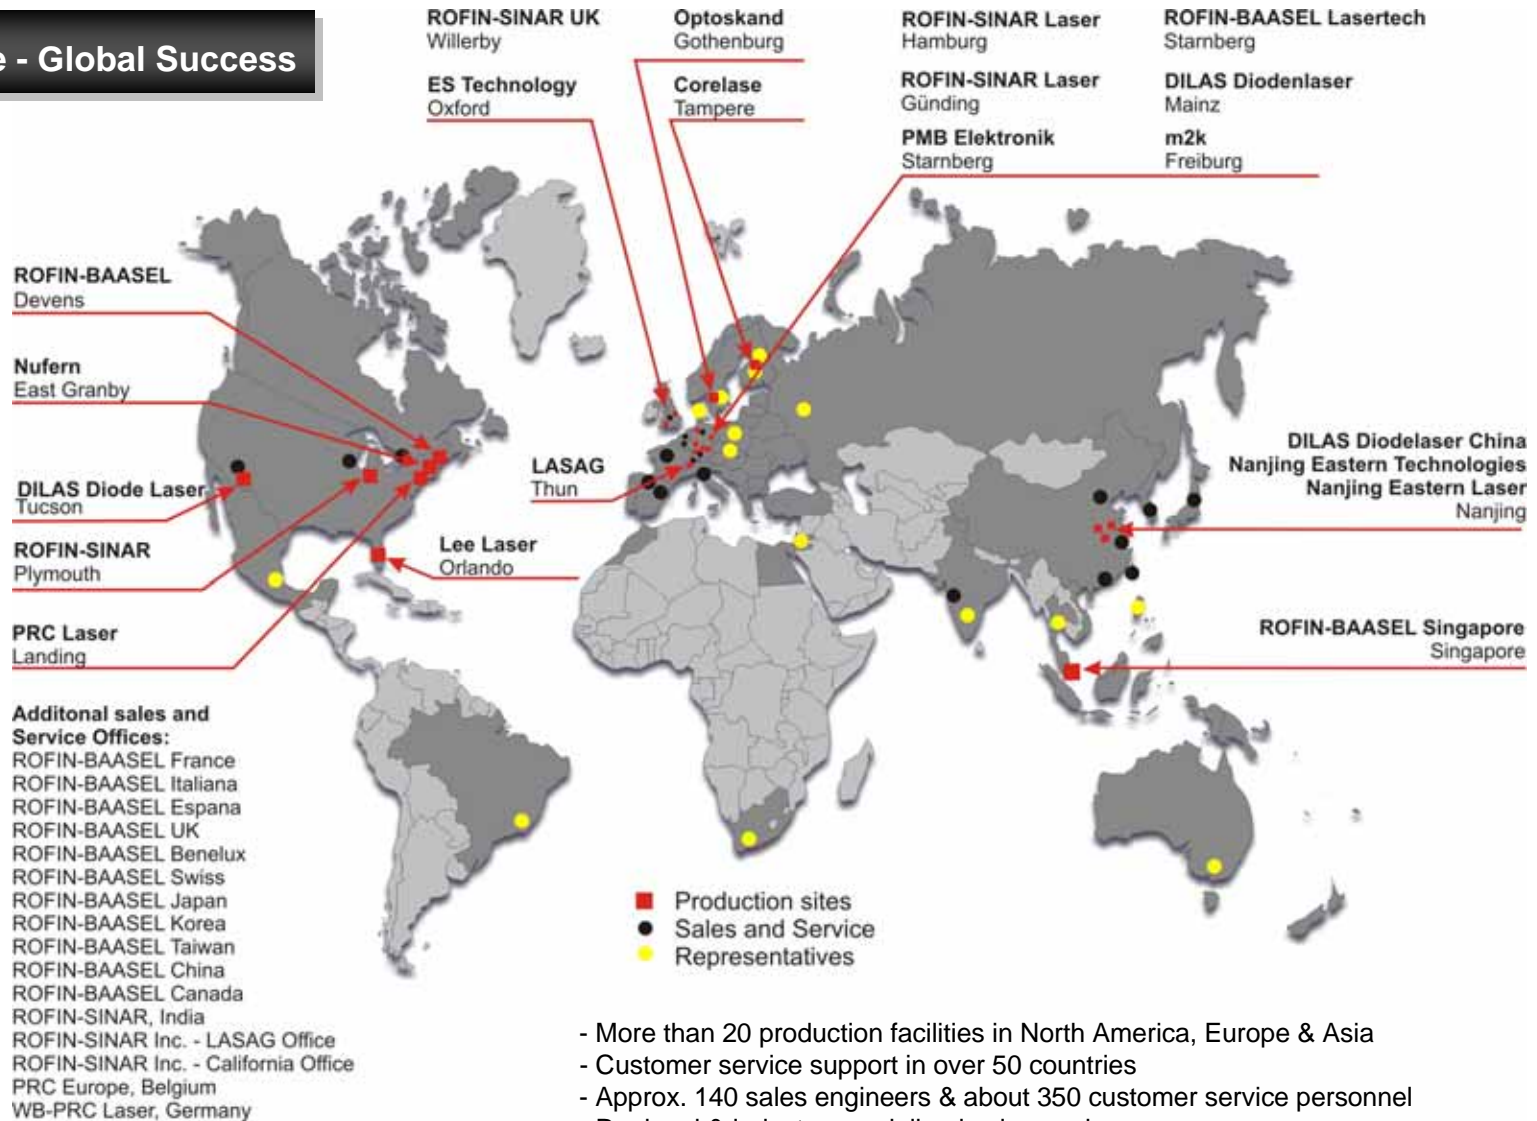 e - Global Success
ROFIN-SINAR UK
Willerby
ES Technology
Oxford
Optoskand
Gothenburg
Corelase
Tampere
ROFIN-SINAR Laser
Hamburg
ROFIN-SINAR Laser
Günding
PMB Elektronik
Starnberg
ROFIN-BAASEL Lasertech
Starnberg
DILAS Diodenlaser
Mainz
m2k
Freiburg
ROFIN-BAASEL
Devens
Nufern
East Granby
DILAS Diode Laser
Tucson
ROFIN-SINAR
Plymouth
PRC Laser
Landing
LASAG
Thun
Lee Laser
Orlando
DILAS Diodelaser China
Nanjing Eastern Technologies
Nanjing Eastern Laser
Nanjing
ROFIN-BAASEL Singapore
Singapore
Additonal sales and
Service Offices:
ROFIN-BAASEL France
ROFIN-BAASEL Italiana
ROFIN-BAASEL Espana
ROFIN-BAASEL UK
ROFIN-BAASEL Benelux
ROFIN-BAASEL Swiss
ROFIN-BAASEL Japan
ROFIN-BAASEL Korea
ROFIN-BAASEL Taiwan
ROFIN-BAASEL China
ROFIN-BAASEL Canada
ROFIN-SINAR, India
ROFIN-SINAR Inc. - LASAG Office
ROFIN-SINAR Inc. - California Office
PRC Europe, Belgium
WB-PRC Laser, Germany
Production sites
Sales and Service
Representatives
- More than 20 production facilities in North America, Europe & Asia
- Customer service support in over 50 countries
- Approx. 140 sales engineers & about 350 customer service personnel